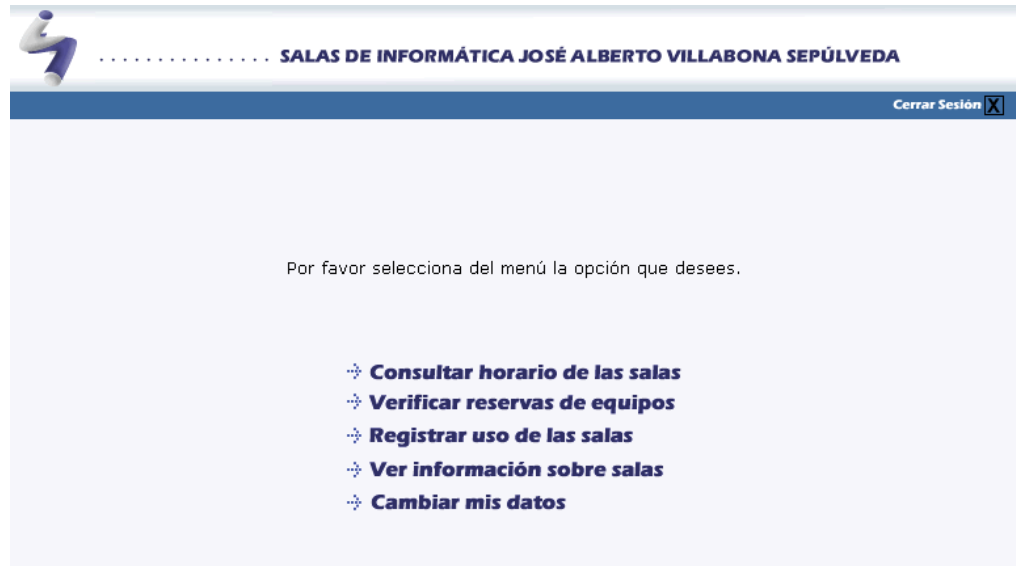 ............... SALAS DE INFORMÁTICA JOSÉ ALBERTO VILLABONA SEPÚLVEDA
Cerrar Sesión X
Por favor selecciona del menú la opción que desees.
Consultar horario de las salas
Verificar reservas de equipos
Registrar uso de las salas
Ver información sobre salas
Cambiar mis datos